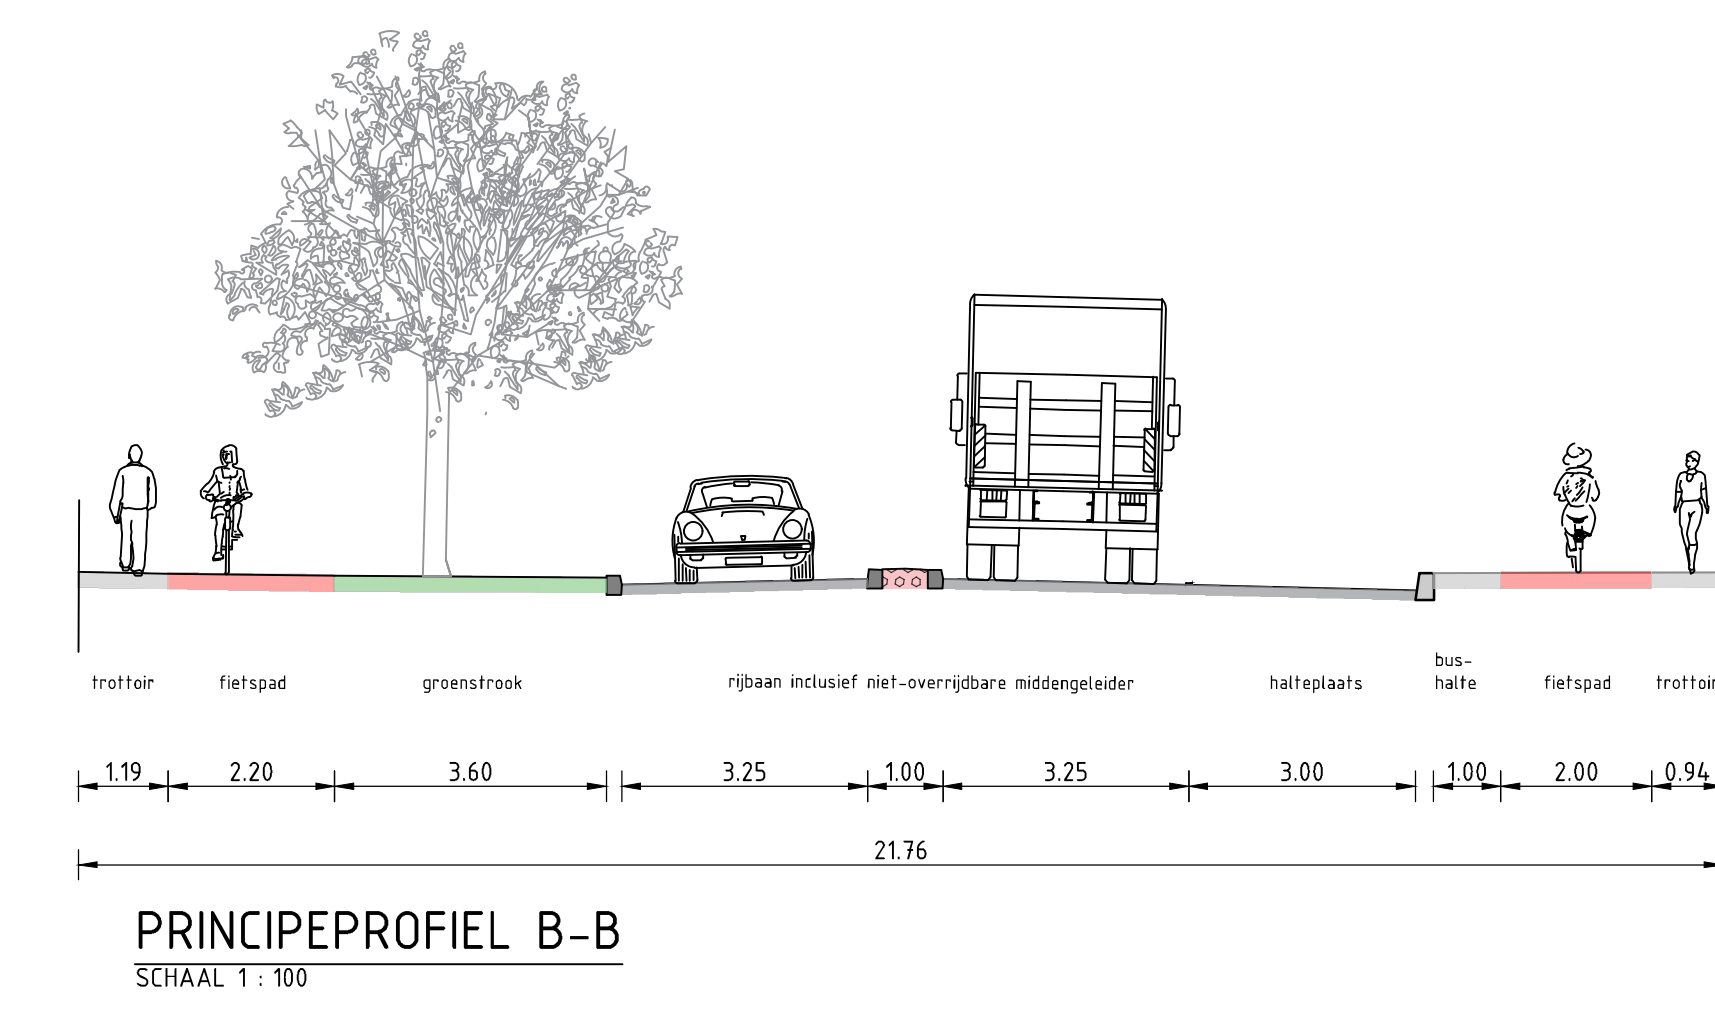 bus-
trottoir fietspad groenstrook rijbaan inclusief niet-overrijdbare middengeleider halteplaats halte fietspad trottoir
1.19 2.20 3.60 3.25 1.00 3.25 3.00 1.00 2.00 0.94
21.76
PRINCIPEPROFIEL B-B
SCHAAL 1 : 100